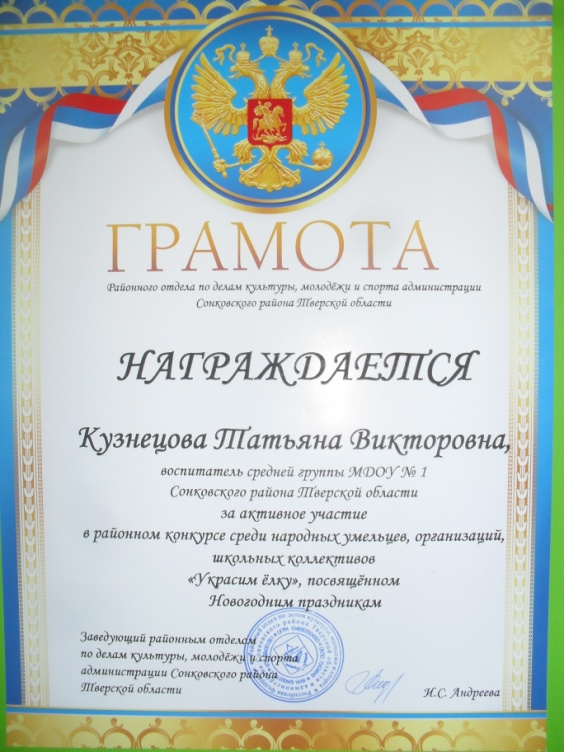 ГРАМОТА
Районного отдела по делам культуры, молодёжи и спорта администрации
Сонковского района Тверской области
НАГРАЖДАЕТСЯ
Кузнецова Татьяна Викторовна,
воспитатель средней группы МДОУ № 1
Сонковского района Тверской области
за активное участие
в районном конкурсе среди народных умельцев, организаций,
школьных коллективов
«Украсим ёлку», посвящённом
Новогодним праздникам
Заведующий районным отделам
по делам культуры, молодёжи и спорта
администрации Сонковского района
Тверской области
И.С. Андреева